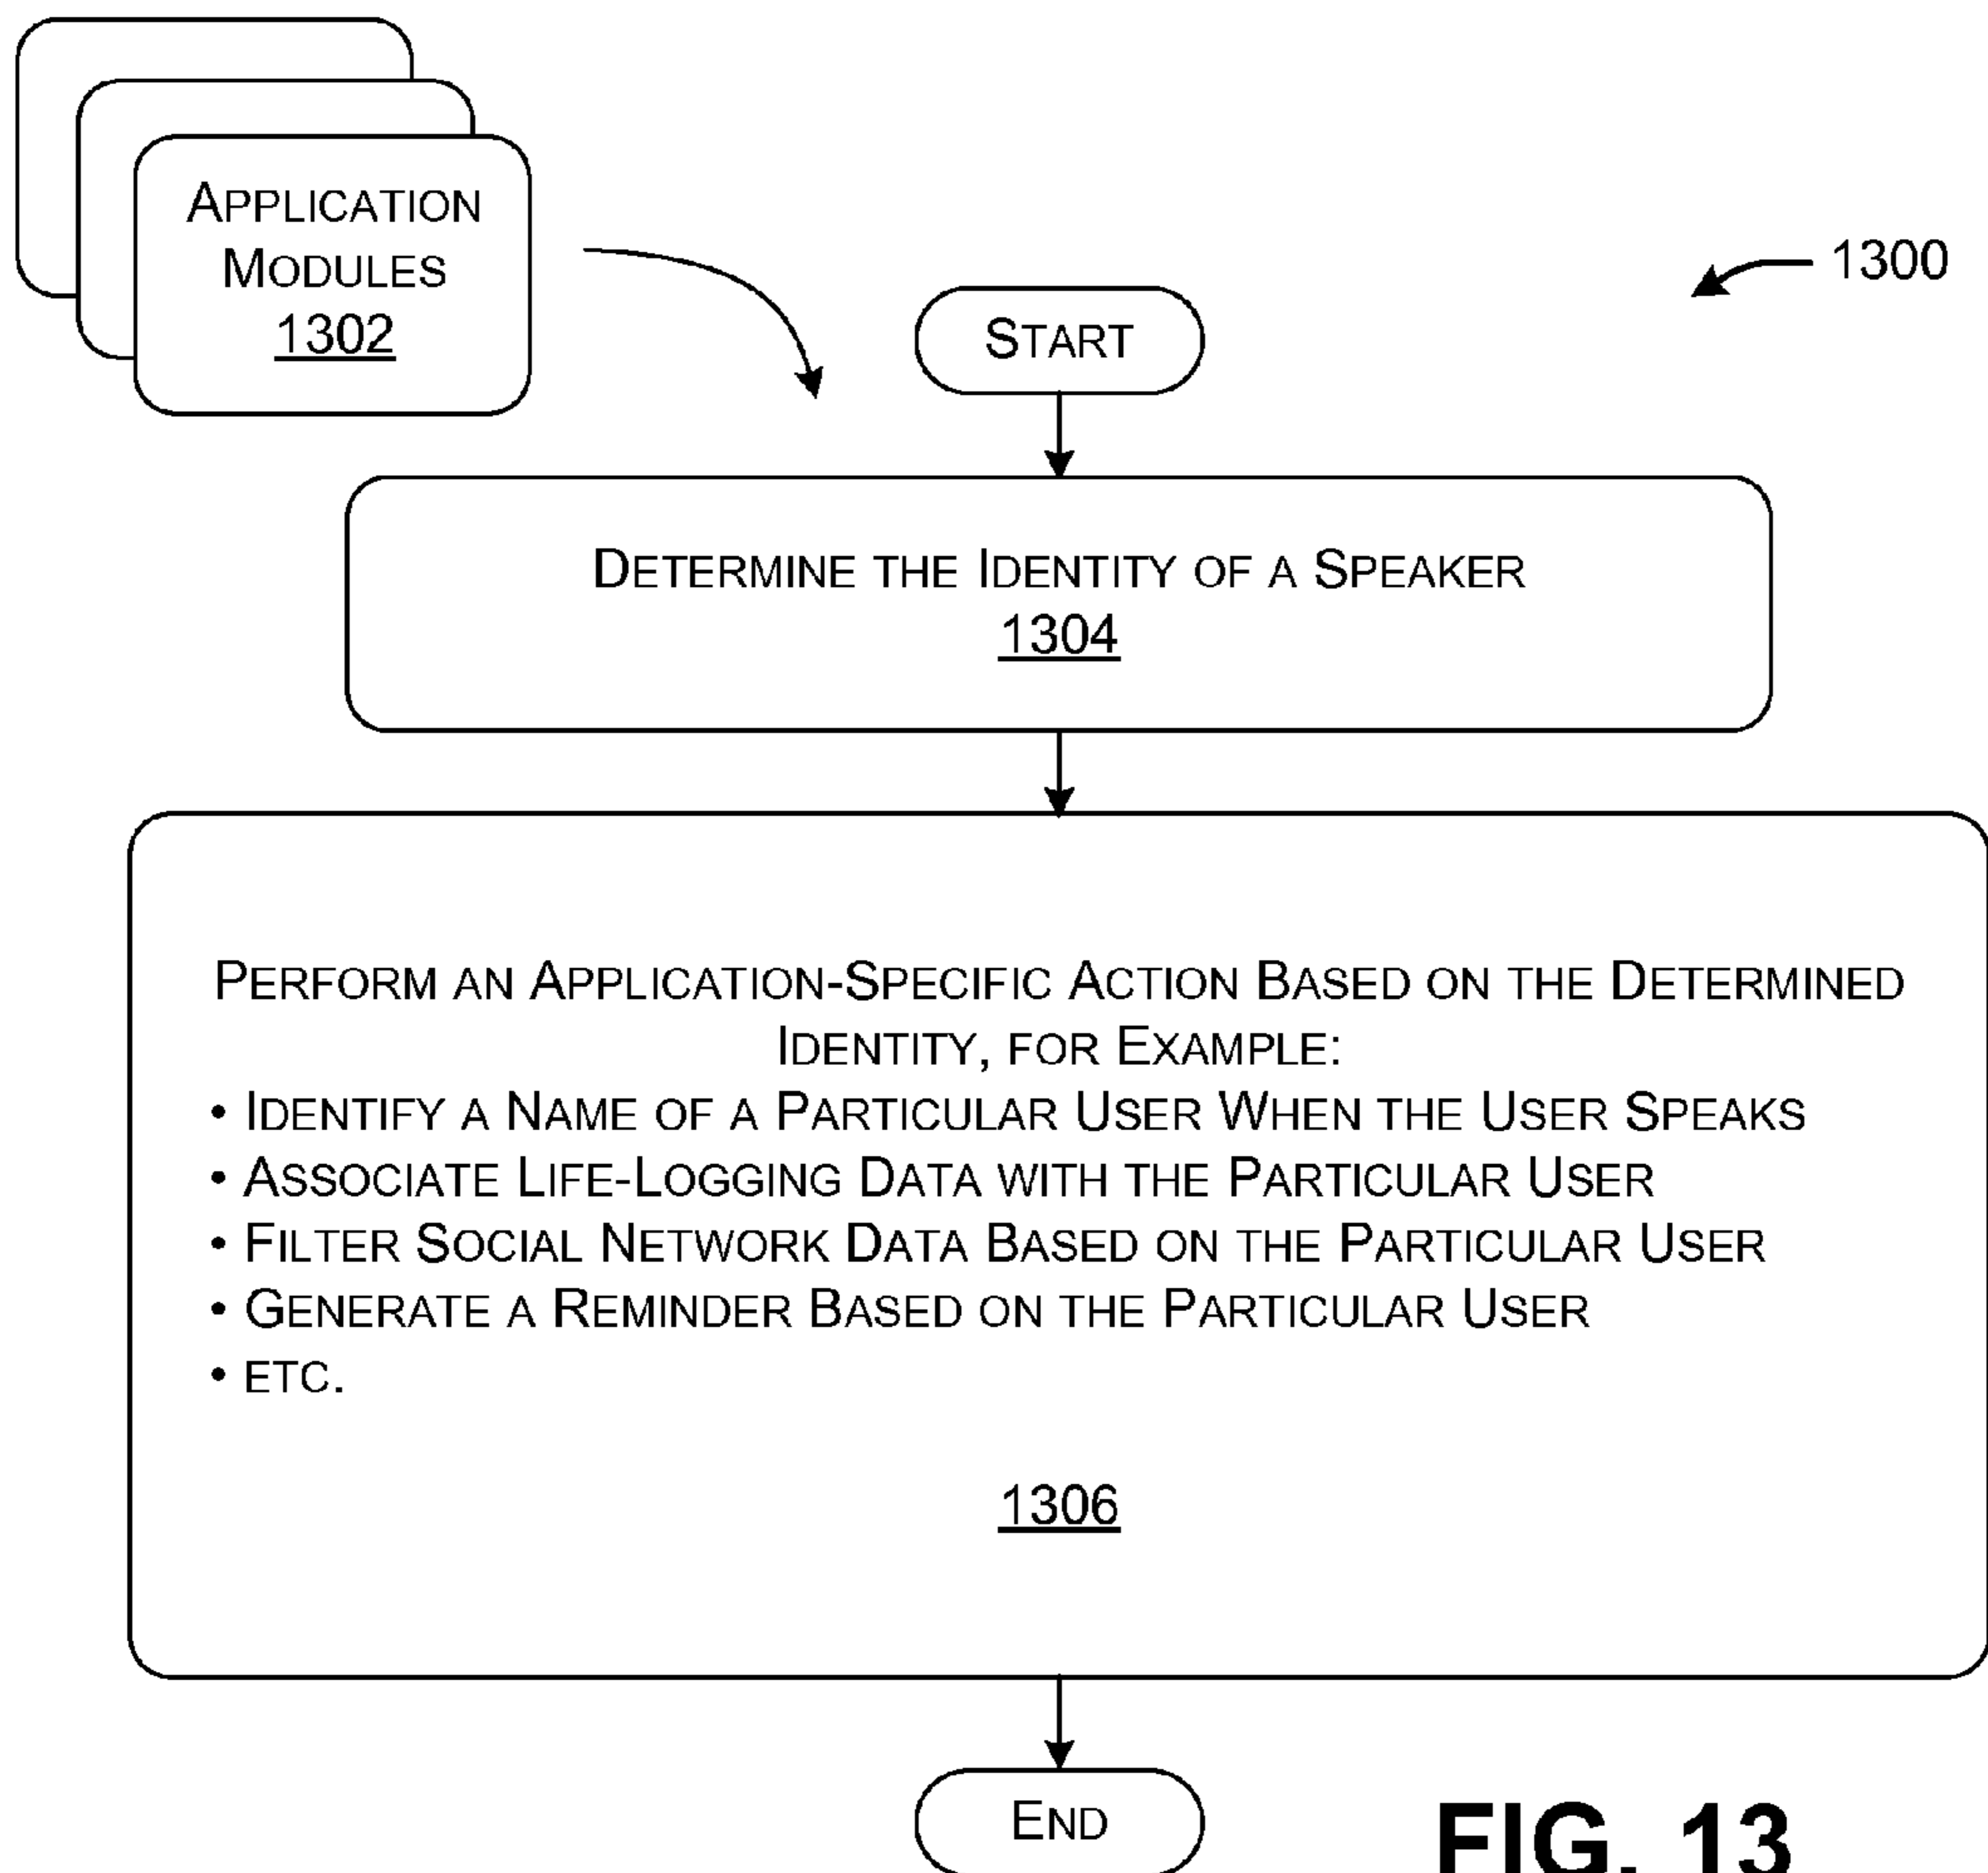 APPLICATION
MODULES
1302
1300
START
DETERMINE THE IDENTITY OF A SPEAKER
1304
PERFORM AN APPLICATION-SPECIFIC ACTION BASED ON THE DETERMINED
IDENTITY, FOR EXAMPLE:
• IDENTIFY A NAME OF A PARTICULAR USER WHEN THE USER SPEAKS
• ASSOCIATE LIFE-LOGGING DATA WITH THE PARTICULAR USER
• FILTER SOCIAL NETWORK DATA BASED ON THE PARTICULAR USER
• GENERATE A REMINDER BASED ON THE PARTICULAR USER
• ETC.
1306
END
FIG. 13